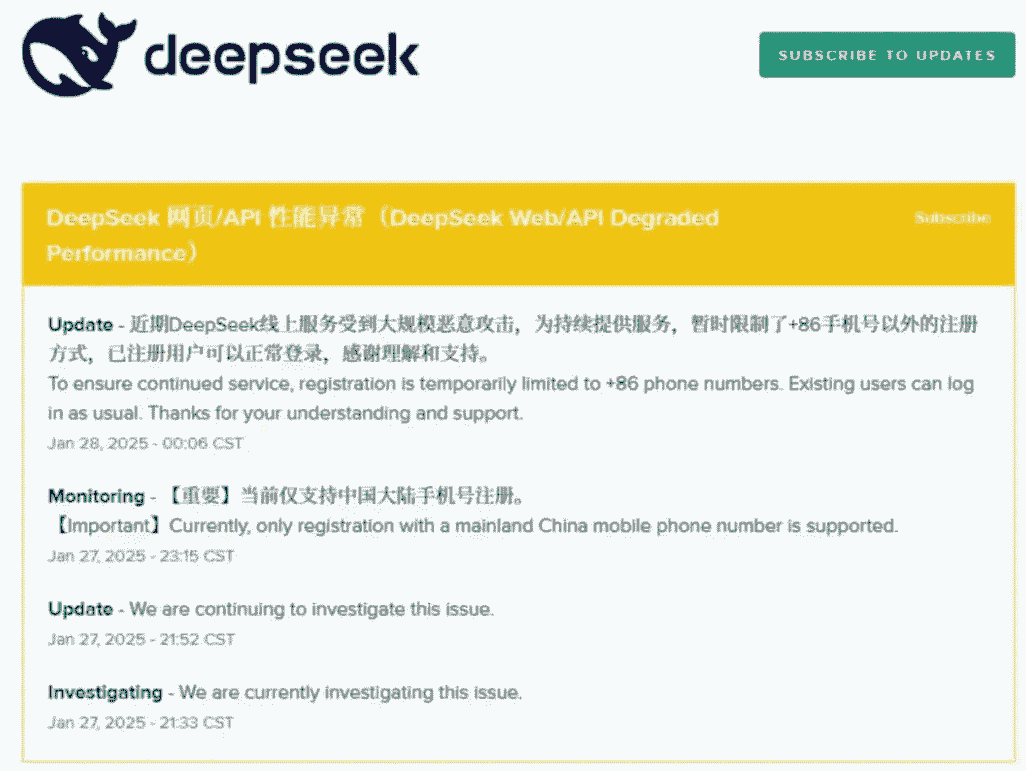 deepseek
SUBSCRIBE TO UPDATES
DeepSeek 网页/API 性能异常（DeepSeek Web/API Degraded
Performance）
Subscribe
Update - 近期DeepSeek线上服务受到大规模恶意攻击，为持续提供服务，暂时限制了+86手机号以外的注册
方式，已注册用户可以正常登录，感谢理解和支持。
To ensure continued service, registration is temporarily limited to +86 phone numbers. Existing users can log
in as usual. Thanks for your understanding and support.
Jan 28, 2025 - 00:06 CST
Monitoring - 【重要】当前仅支持中国大陆手机号注册。
【Important】Currently, only registration with a mainland China mobile phone number is supported.
Jan 27, 2025 - 23:15 CST
Update - We are continuing to investigate this issue.
Jan 27, 2025 - 21:52 CST
Investigating - We are currently investigating this issue.
Jan 27, 2025 - 21:33 CST